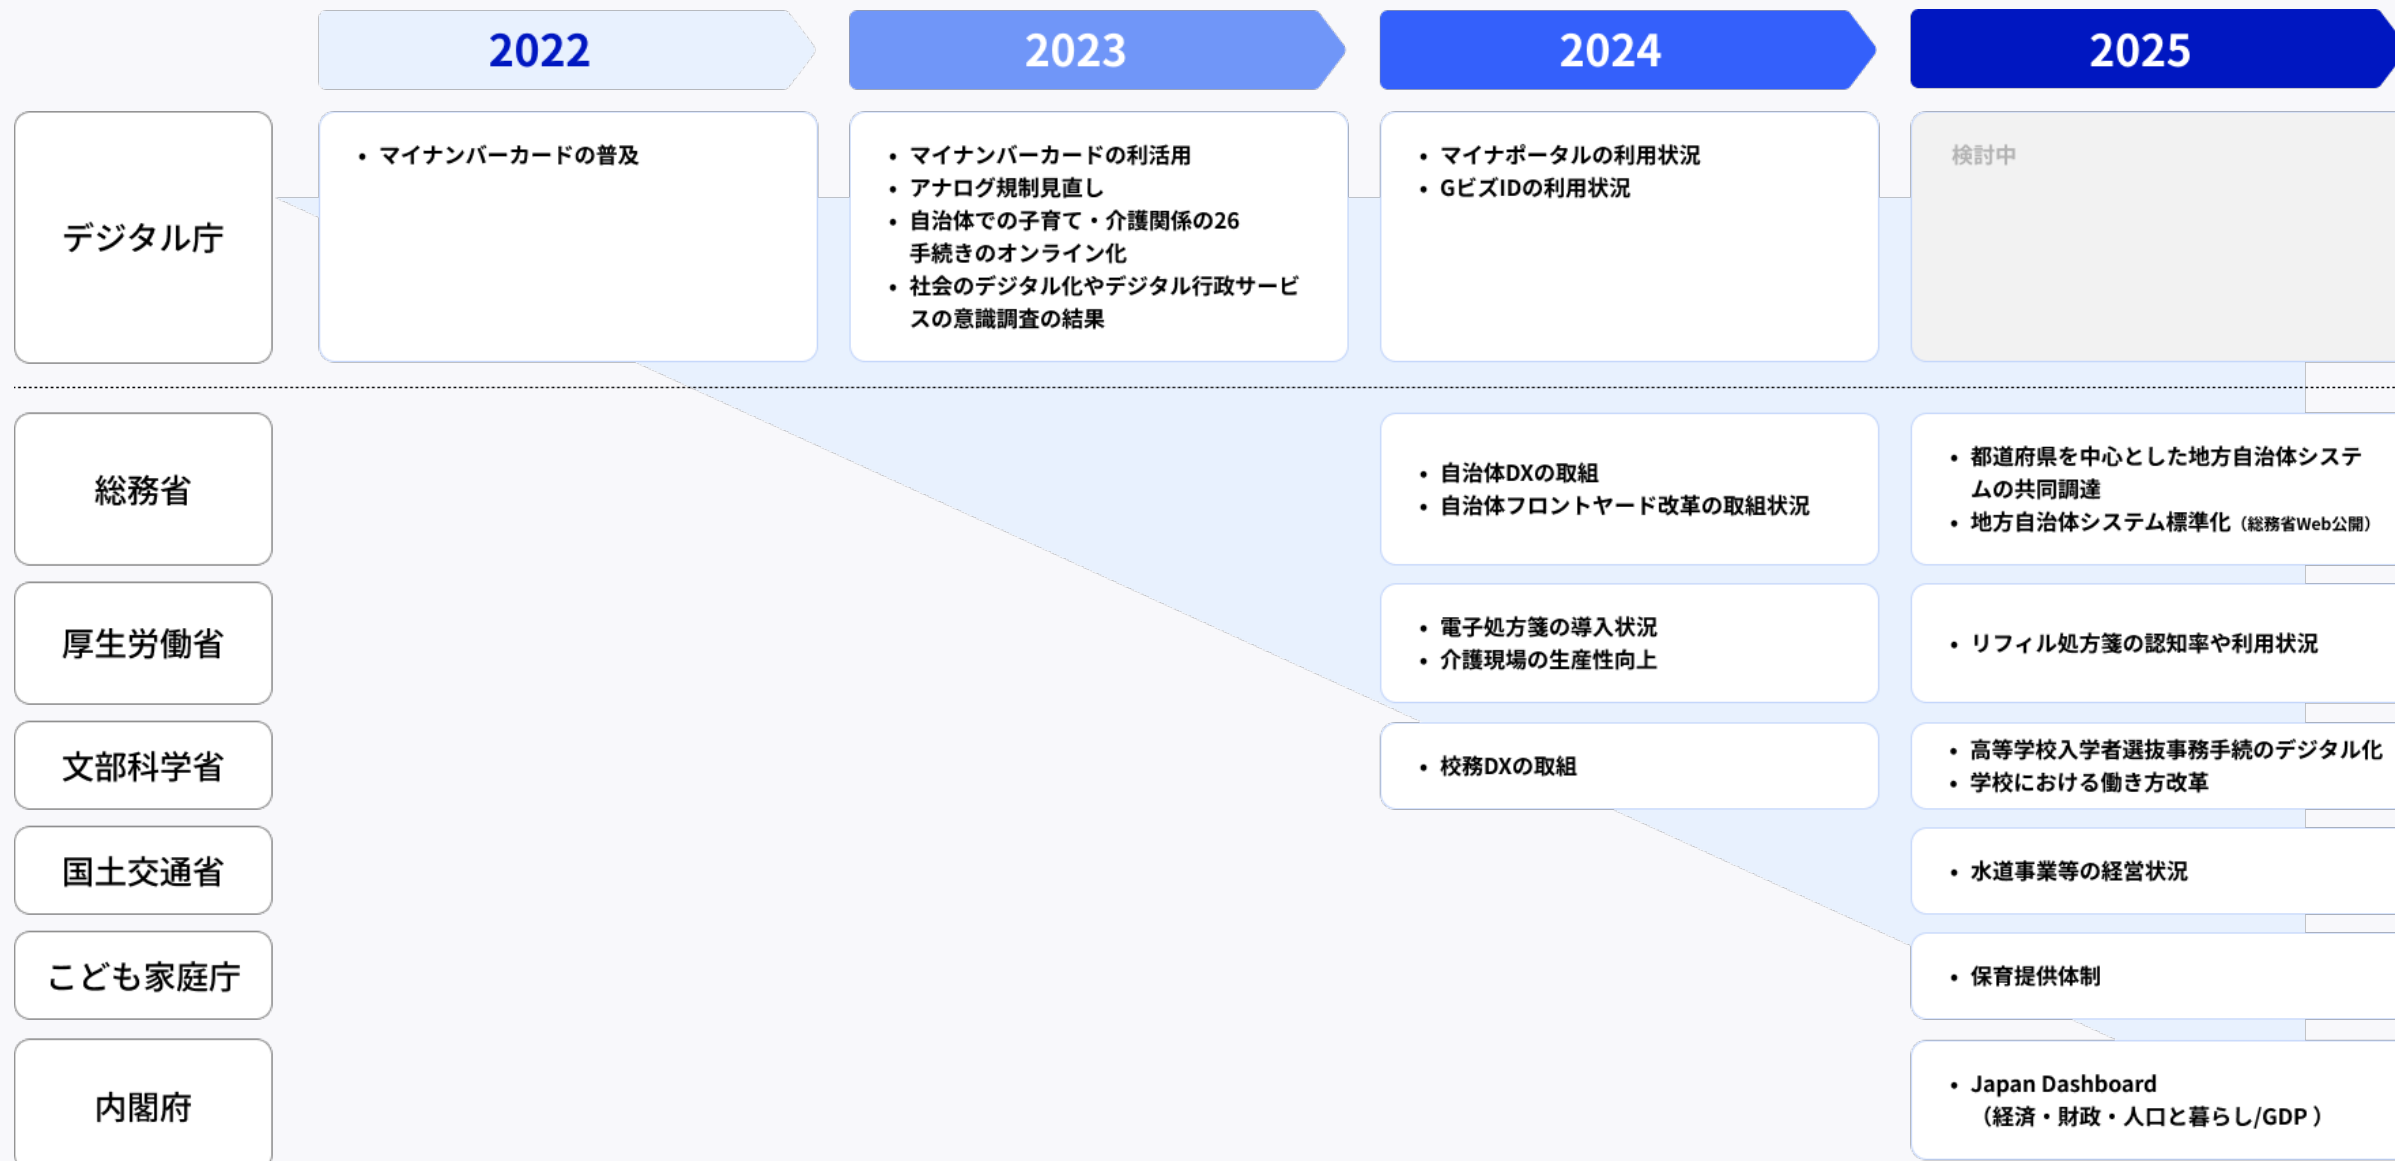 2022
2023
2024
2025
デジタル庁
• マイナンバーカードの普及
• マイナンバーカードの利活用
• アナログ規制見直し
• 自治体での子育て・介護関係の26
手続きのオンライン化
• 社会のデジタル化やデジタル行政サービ
スの意識調査の結果
• マイナポータルの利用状況
• GビズIDの利用状況
検討中
総務省
• 自治体DXの取組
• 自治体フロントヤード改革の取組状況
• 都道府県を中心とした地方自治体システ
ムの共同調達
• 地方自治体システム標準化（総務省Web公開）
厚生労働省
• 電子処方箋の導入状況
• 介護現場の生産性向上
• リフィル処方箋の認知率や利用状況
文部科学省
• 校務DXの取組
• 高等学校入学者選抜事務手続のデジタル化
• 学校における働き方改革
国土交通省
• 水道事業等の経営状況
こども家庭庁
• 保育提供体制
内閣府
• Japan Dashboard
（経済・財政・人口と暮らし/GDP ）